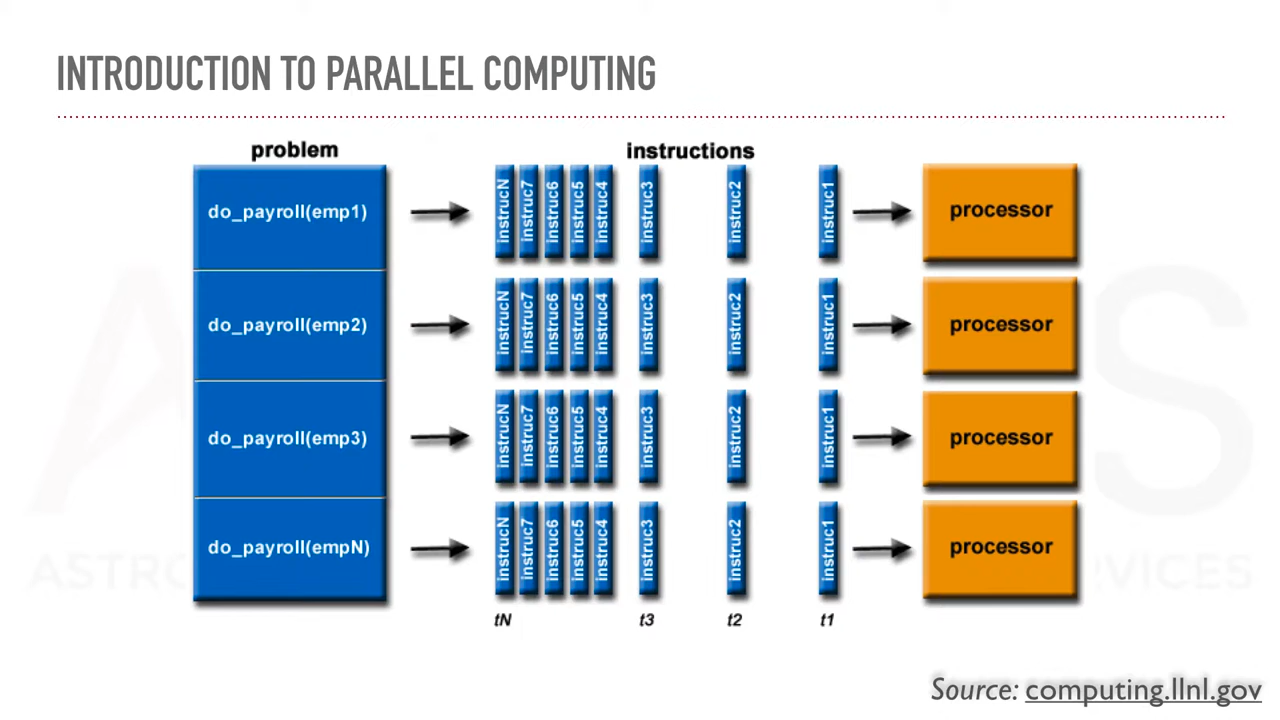 INTRODUCTION TO PARALLEL COMPUTING
problem
instructions
do_payroll(emp1)
instrucN
instruc7
instruc6
instruc5
instruc4
instruc3
instruc2
instruc1
processor
do_payroll(emp2)
instrucN
instruc7
instruc6
instruc5
instruc4
instruc3
instruc2
instruc1
processor
do_payroll(emp3)
instrucN
instruc7
instruc6
instruc5
instruc4
instruc3
instruc2
instruc1
processor
do_payroll(empN)
instrucN
instruc7
instruc6
instruc5
instruc4
instruc3
instruc2
instruc1
processor
tN
t3
t2
t1
Source: computing.llnl.gov